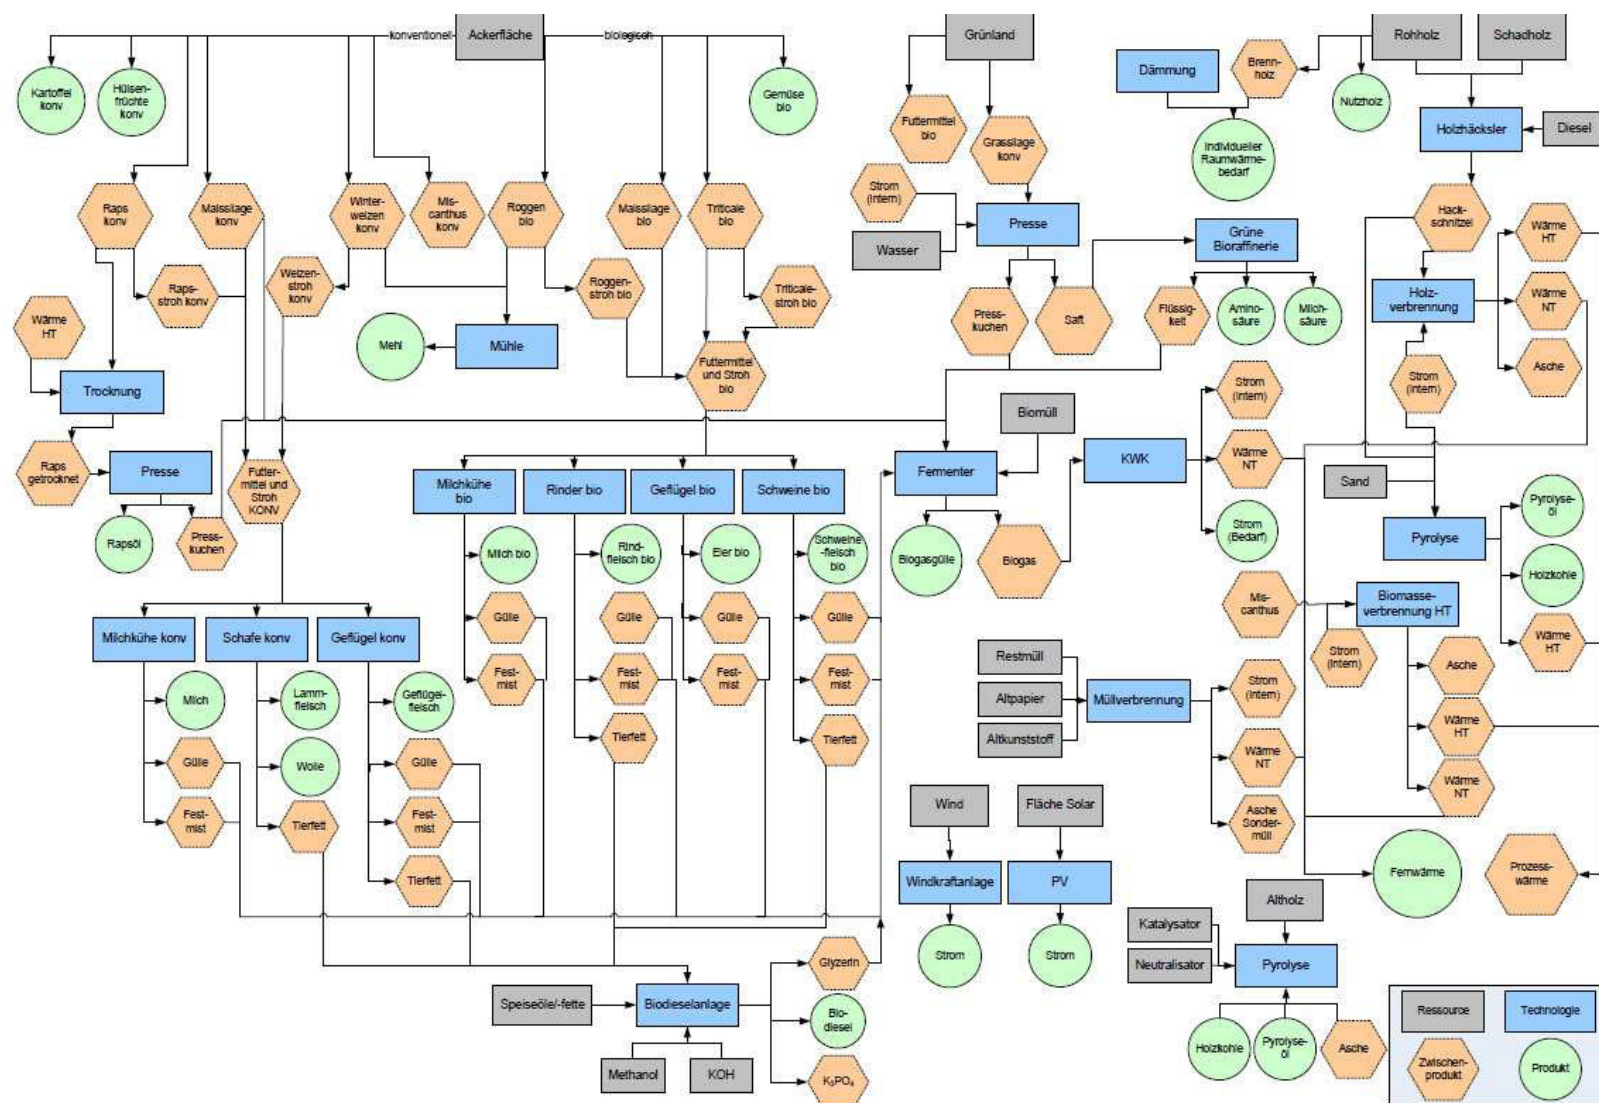 konventionell
Ackerfläche
biologisch
Grünland
Rohholz
Schadholz
Kartoffel
konv
Hülsen-
früchte
konv
Gemüse
bio
Futtermittel
bio
Grassilage
konv
Dämmung
Brenn-
holz
Nutzholz
Individueller
Raumwärme-
bedarf
Holzhäcksler
Diesel
Raps
konv
Maissilage
konv
Winter-
weizen
konv
Mis-
canthus
konv
Roggen
bio
Maissilage
bio
Triticale
bio
Strom
(intern)
Wasser
Presse
Grüne
Bioraffinerie
Hack-
schnitzel
Wärme
HT
Raps-
stroh konv
Weizen-
stroh
konv
Roggen-
stroh bio
Triticale-
stroh bio
Press-
kuchen
Saft
Flüssig-
keit
Amino-
säure
Milch-
säure
Holz-
verbrennung
Wärme
NT
Wärme
HT
Mehl
Mühle
Futtermittel
und Stroh
bio
Strom
(intern)
Asche
Trocknung
Strom
(intern)
Biomüll
Raps
getrocknet
Presse
Futter-
mittel und
Stroh
KONV
Milchkühe
bio
Rinder bio
Geflügel bio
Schweine bio
Fermenter
KWK
Wärme
NT
Sand
Rapsöl
Press-
kuchen
Milch bio
Rind-
fleisch bio
Eier bio
Schweine
-fleisch
bio
Biogasgülle
Biogas
Strom
(Bedarf)
Pyrolyse
Pyrolyse-
öl
Holzkohle
Milchkühe konv
Schafe konv
Geflügel konv
Gülle
Gülle
Gülle
Gülle
Mis-
canthus
Biomasse-
verbrennung HT
Wärme
HT
Strom
(intern)
Fest-
mist
Fest-
mist
Fest-
mist
Fest-
mist
Restmüll
Altpapier
Altkunststoff
Müllverbrennung
Strom
(intern)
Asche
Milch
Lamm-
fleisch
Geflügel-
fleisch
Tierfett
Tierfett
Wärme
HT
Gülle
Wolle
Gülle
Wärme
NT
Wärme
NT
Fest-
mist
Tierfett
Fest-
mist
Wind
Fläche Solar
Asche
Sonder-
müll
Tierfett
Windkraftanlage
PV
Fernwärme
Prozess-
wärme
Altholz
Katalysator
Neutralisator
Pyrolyse
Strom
Strom
Glyzerin
Speiseöle/-fette
Biodieselanlage
Bio-
diesel
Methanol
KOH
K₃PO₄
Holzkohle
Pyrolyse-
öl
Asche
Ressource
Technologie
Zwischen-
produkt
Produkt